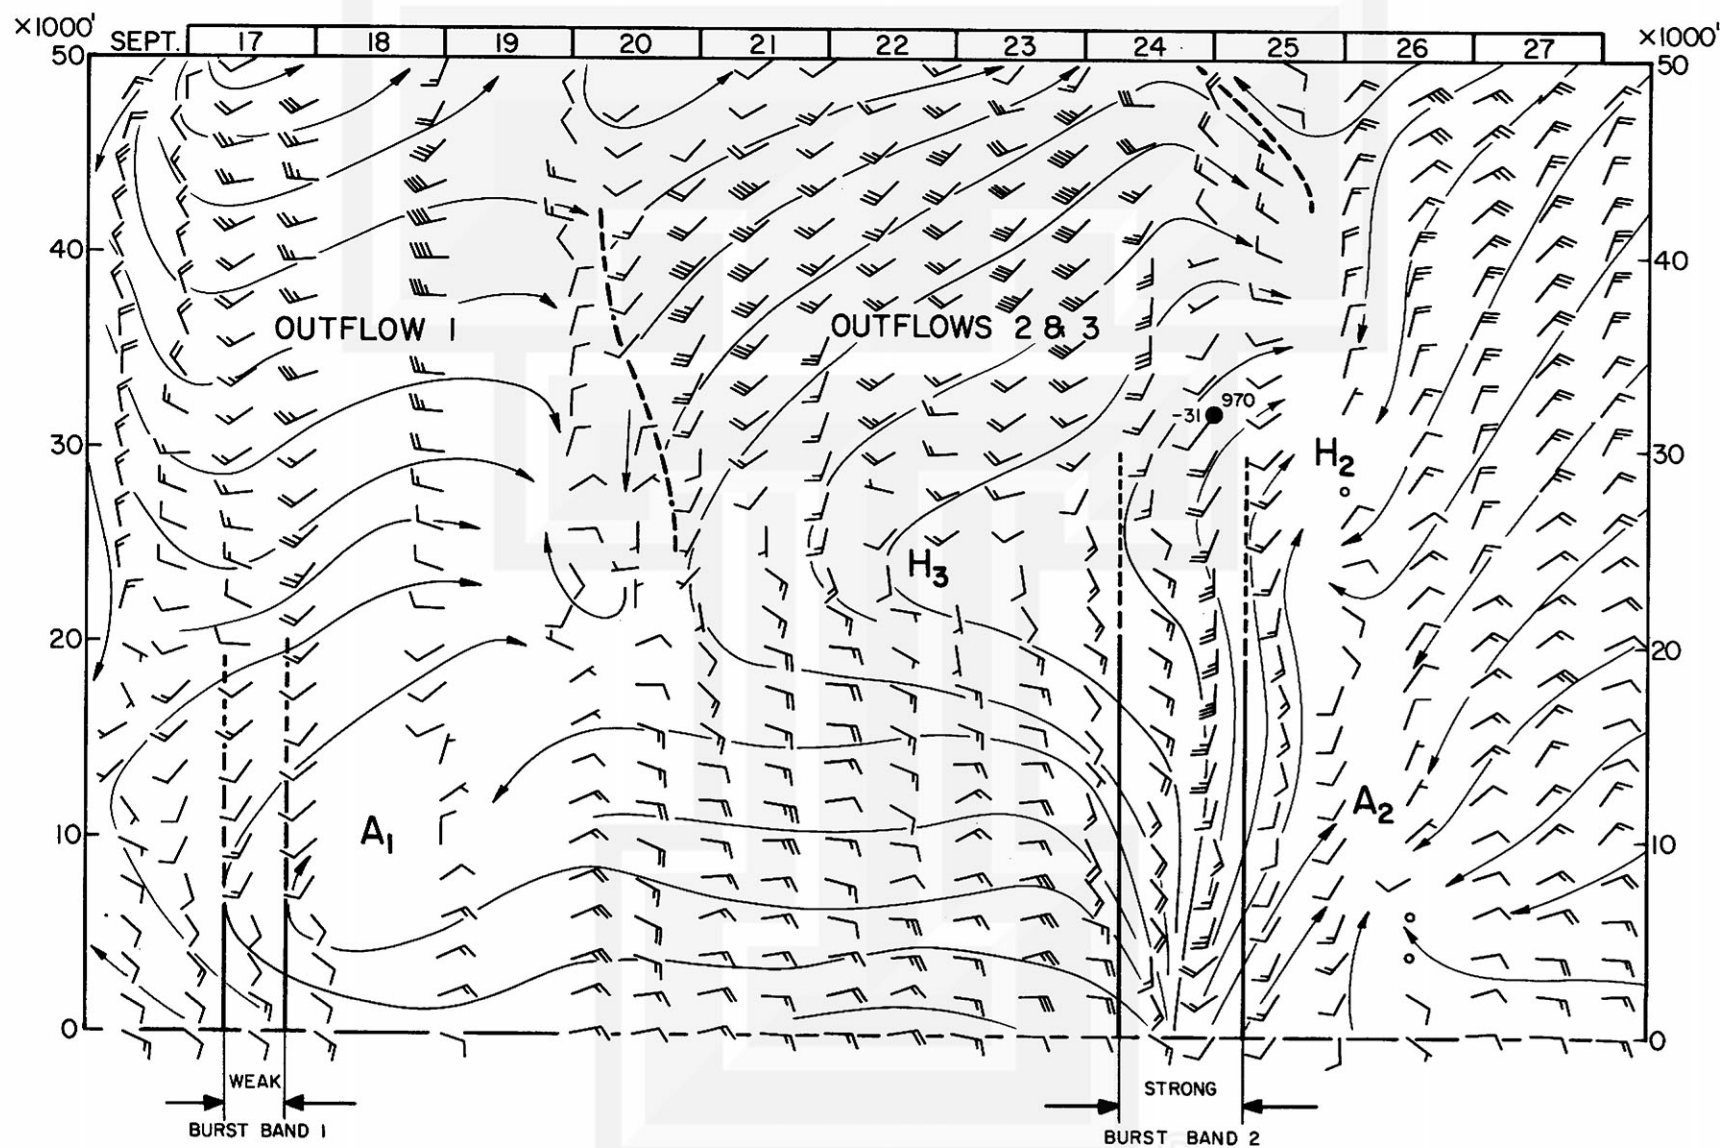 ×1000' ×1000'
SEPT. 17 18 19 20 21 22 23 24 25 26 27
50 50
40 40
OUTFLOW 1 OUTFLOWS 2 & 3
970
-31
30 30
H2
H3
20 20
A2
A1
10 10
0 0
WEAK STRONG
BURST BAND 1 BURST BAND 2